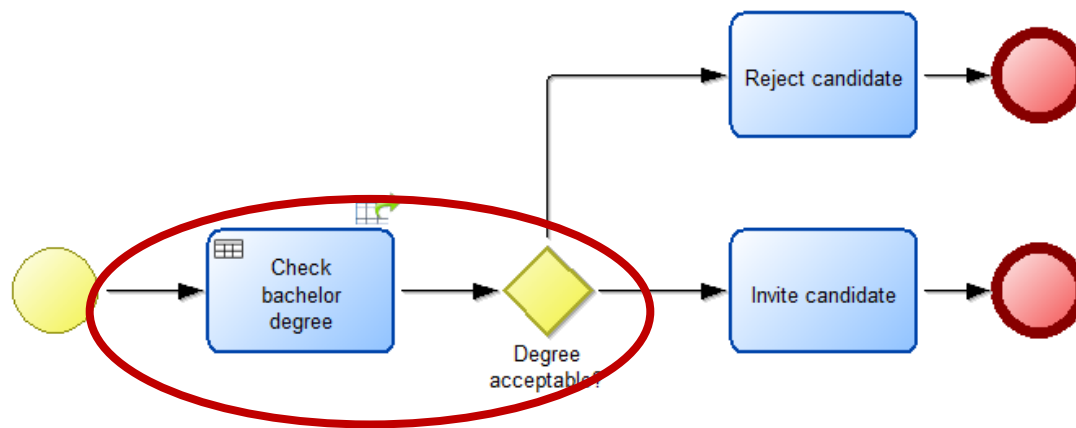 Reject candidate
Check
bachelor
degree
Invite candidate
Degree
acceptable?